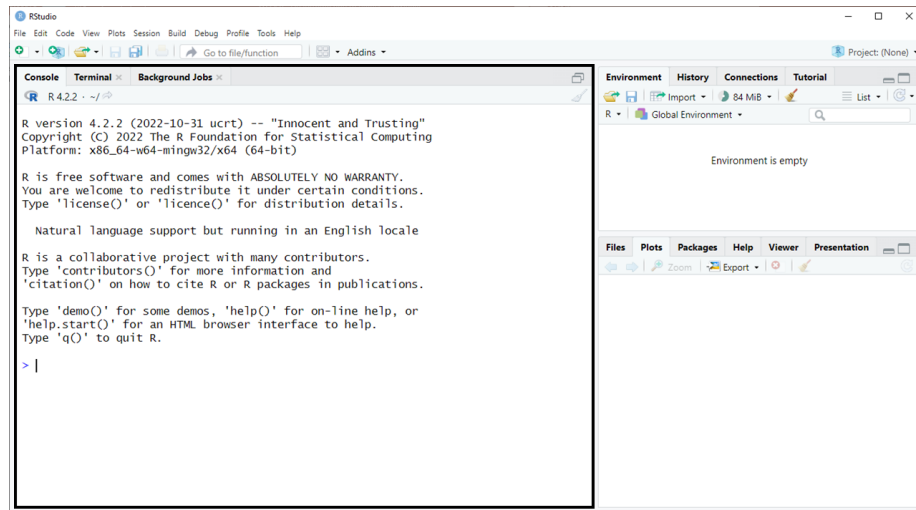 RStudio
File Edit Code View Plots Session Build Debug Profile Tools Help
Go to file/function Addins Project: (None)
Console Terminal Background Jobs
R 4.2.2 · ~/
R version 4.2.2 (2022-10-31 ucrt) -- "Innocent and Trusting"
Copyright (C) 2022 The R Foundation for Statistical Computing
Platform: x86_64-w64-mingw32/x64 (64-bit)
R is free software and comes with ABSOLUTELY NO WARRANTY.
You are welcome to redistribute it under certain conditions.
Type 'license()' or 'licence()' for distribution details.
Natural language support but running in an English locale
R is a collaborative project with many contributors.
Type 'contributors()' for more information and
'citation()' on how to cite R or R packages in publications.
Type 'demo()' for some demos, 'help()' for on-line help, or
'help.start()' for an HTML browser interface to help.
Type 'q()' to quit R.
>
Environment History Connections Tutorial
Import 84 MiB List
R Global Environment
Environment is empty
Files Plots Packages Help Viewer Presentation
Zoom Export